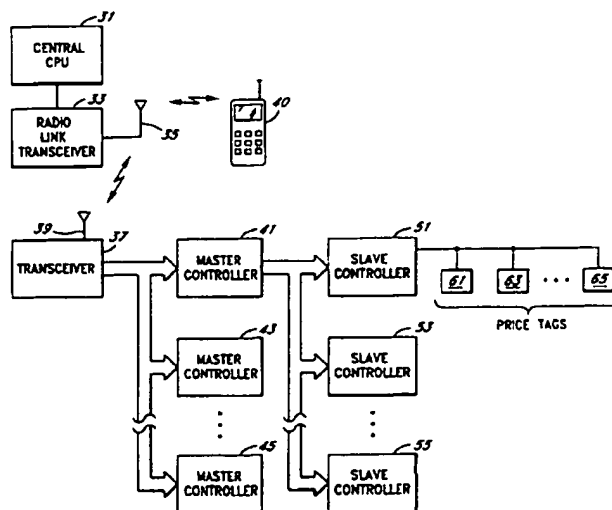 31
CENTRAL
CPU
33
RADIO
LINK
TRANSCEIVER
35
40
39
37
TRANSCEIVER
41
MASTER
CONTROLLER
51
SLAVE
CONTROLLER
61 62 ... 65
PRICE TAGS
43
MASTER
CONTROLLER
53
SLAVE
CONTROLLER
45
MASTER
CONTROLLER
55
SLAVE
CONTROLLER